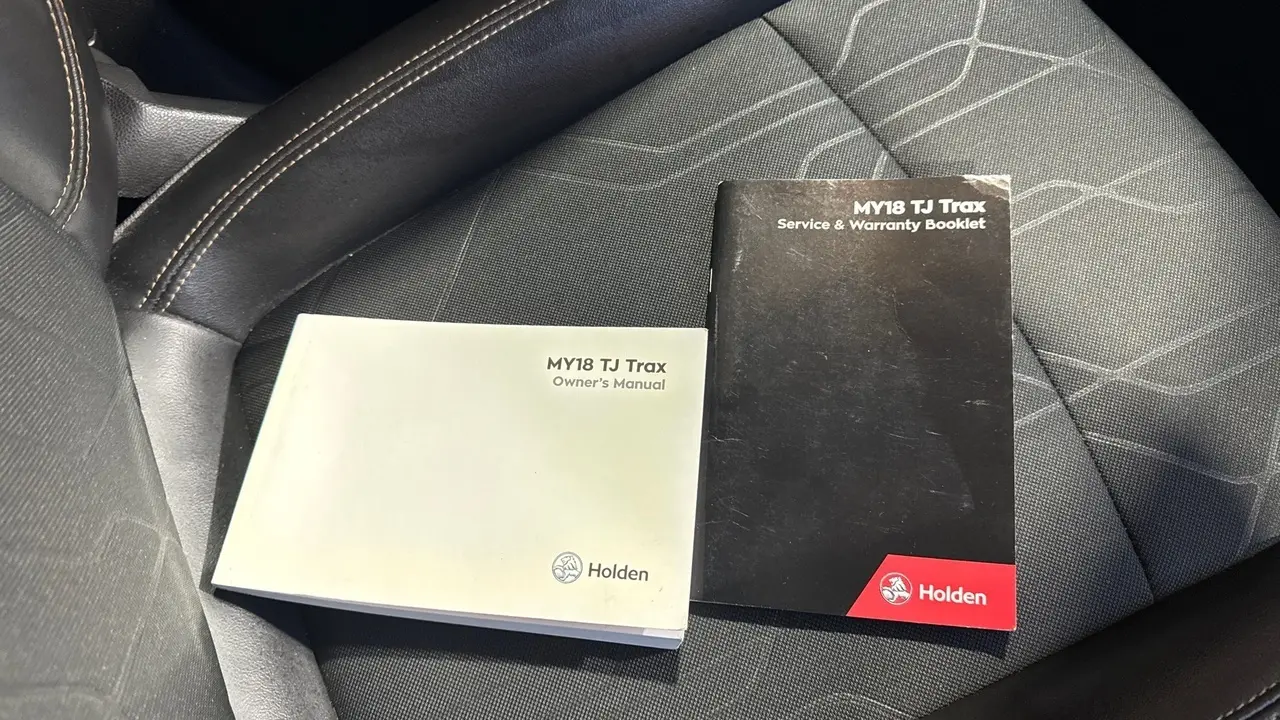 MY18 TJ Trax
Owner's Manual
Holden
MY18 TJ Trax
Service & Warranty Booklet
Holden